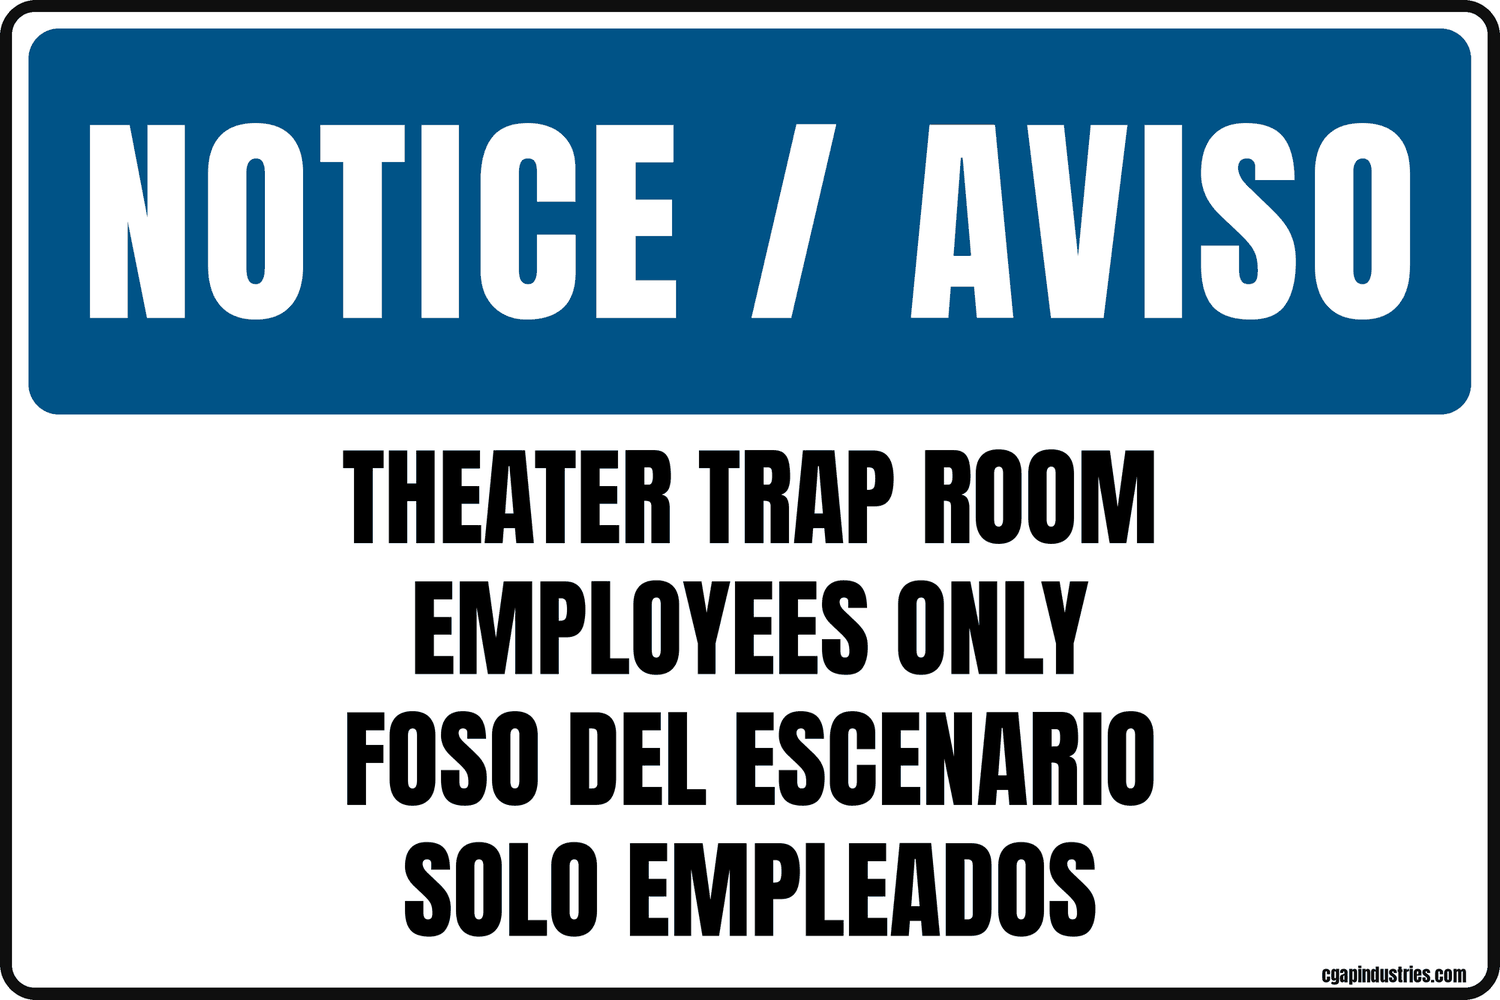 NOTICE / AVISO
THEATER TRAP ROOM
EMPLOYEES ONLY
FOSO DEL ESCENARIO
SOLO EMPLEADOS
cgapindustries.com